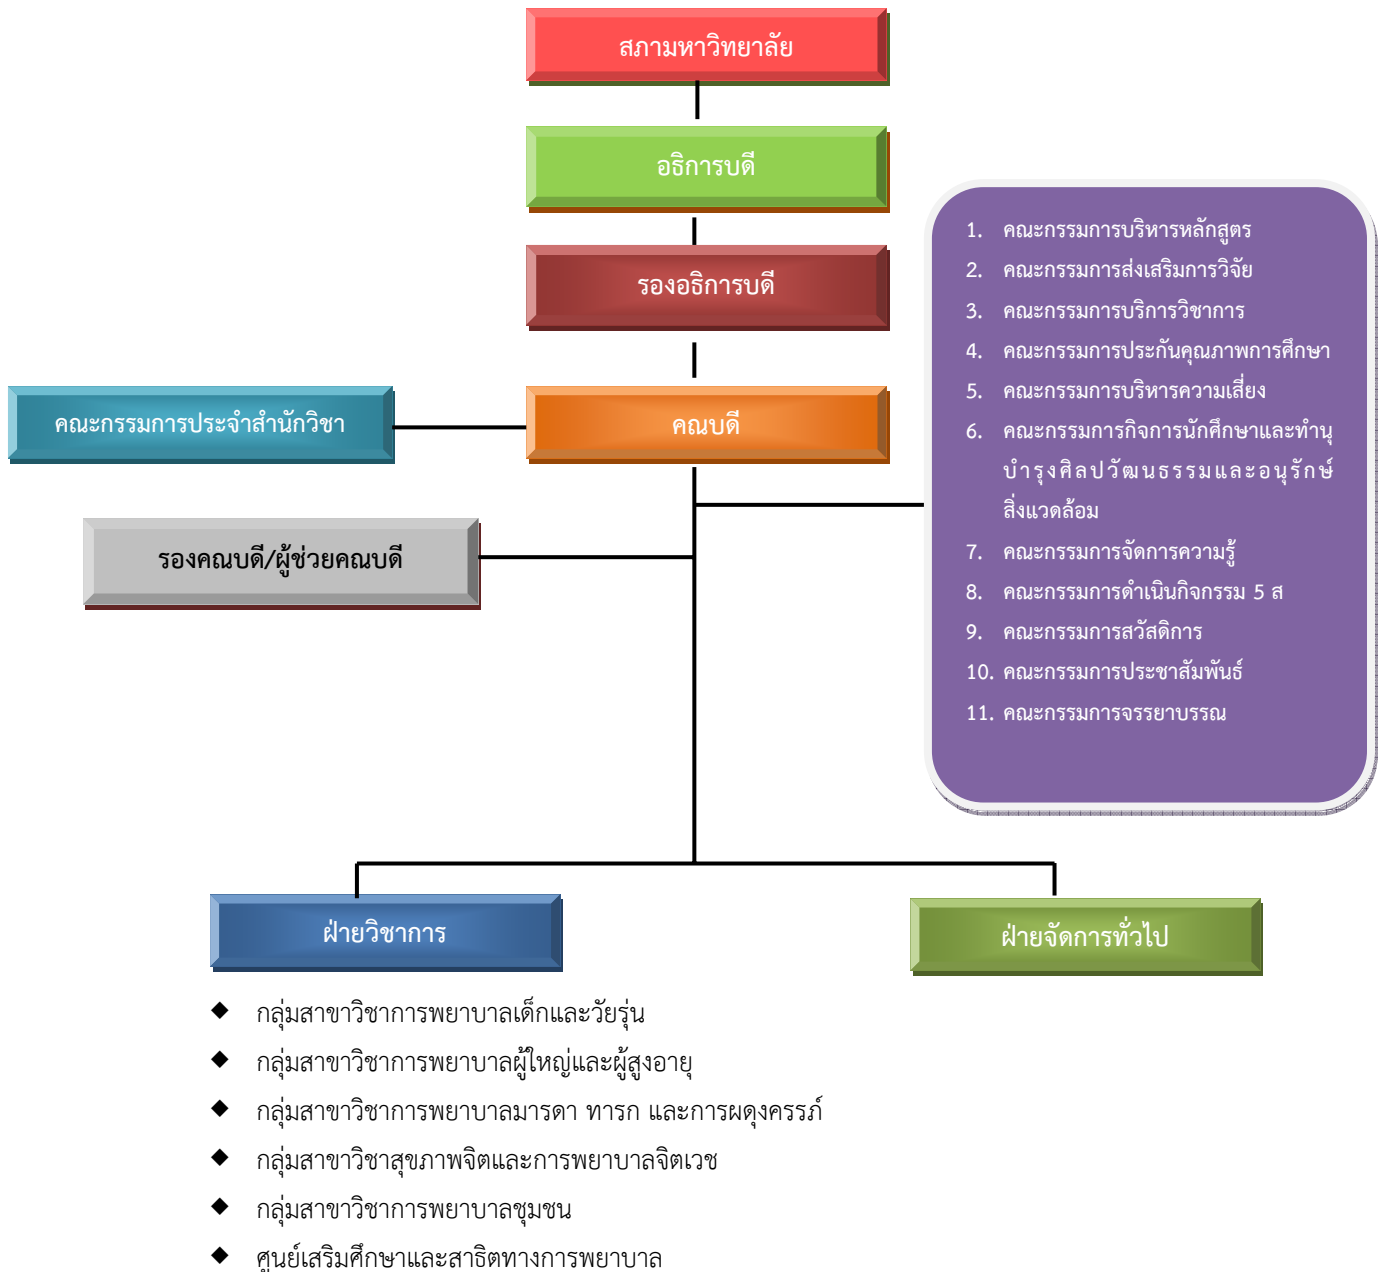 สภามหาวิทยาลัย
อธิการบดี
รองอธิการบดี
คณะกรรมการประจำสำนักวิชา
คณบดี
รองคณบดี/ผู้ช่วยคณบดี
1. คณะกรรมการบริหารหลักสูตร
2. คณะกรรมการส่งเสริมการวิจัย
3. คณะกรรมการบริการวิชาการ
4. คณะกรรมการประกันคุณภาพการศึกษา
5. คณะกรรมการบริหารความเสี่ยง
6. คณะกรรมการกิจการนักศึกษาและทำนุ
บำรุงศิลปวัฒนธรรมและอนุรักษ์
สิ่งแวดล้อม
7. คณะกรรมการจัดการความรู้
8. คณะกรรมการดำเนินกิจกรรม 5 ส
9. คณะกรรมการสวัสดิการ
10. คณะกรรมการประชาสัมพันธ์
11. คณะกรรมการจรรยาบรรณ
ฝ่ายวิชาการ
ฝ่ายจัดการทั่วไป
◆ กลุ่มสาขาวิชาการพยาบาลเด็กและวัยรุ่น
◆ กลุ่มสาขาวิชาการพยาบาลผู้ใหญ่และผู้สูงอายุ
◆ กลุ่มสาขาวิชาการพยาบาลมารดา ทารก และการผดุงครรภ์
◆ กลุ่มสาขาวิชาสุขภาพจิตและการพยาบาลจิตเวช
◆ กลุ่มสาขาวิชาการพยาบาลชุมชน
◆ ศูนย์เสริมศึกษาและสาธิตทางการพยาบาล